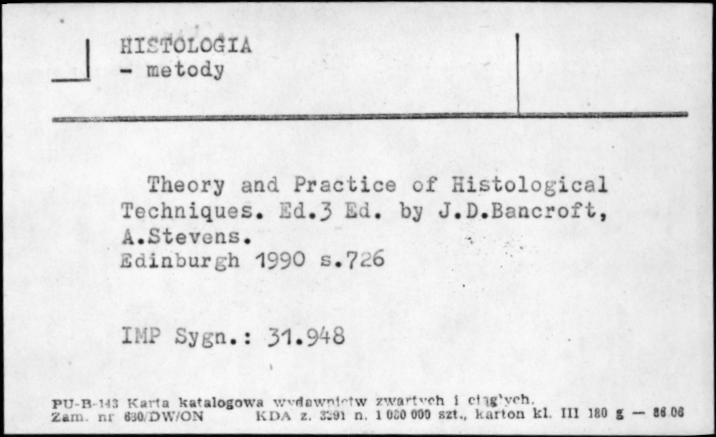 HISTOLOGIA
- metody
Theory and Practice of Histological
Techniques. Ed.3 Ed. by J.D.Bancroft,
A.Stevens.
Edinburgh 1990 s.726
IMP Sygn.: 31.948
PU-B-143 Karta katalogowa wydawnictw zwartych i ciągłych.
Zam. nr 630/DW/ON KDA z. 3291 n. 1 080 000 szt., karton kl. III 180 g — 86.06